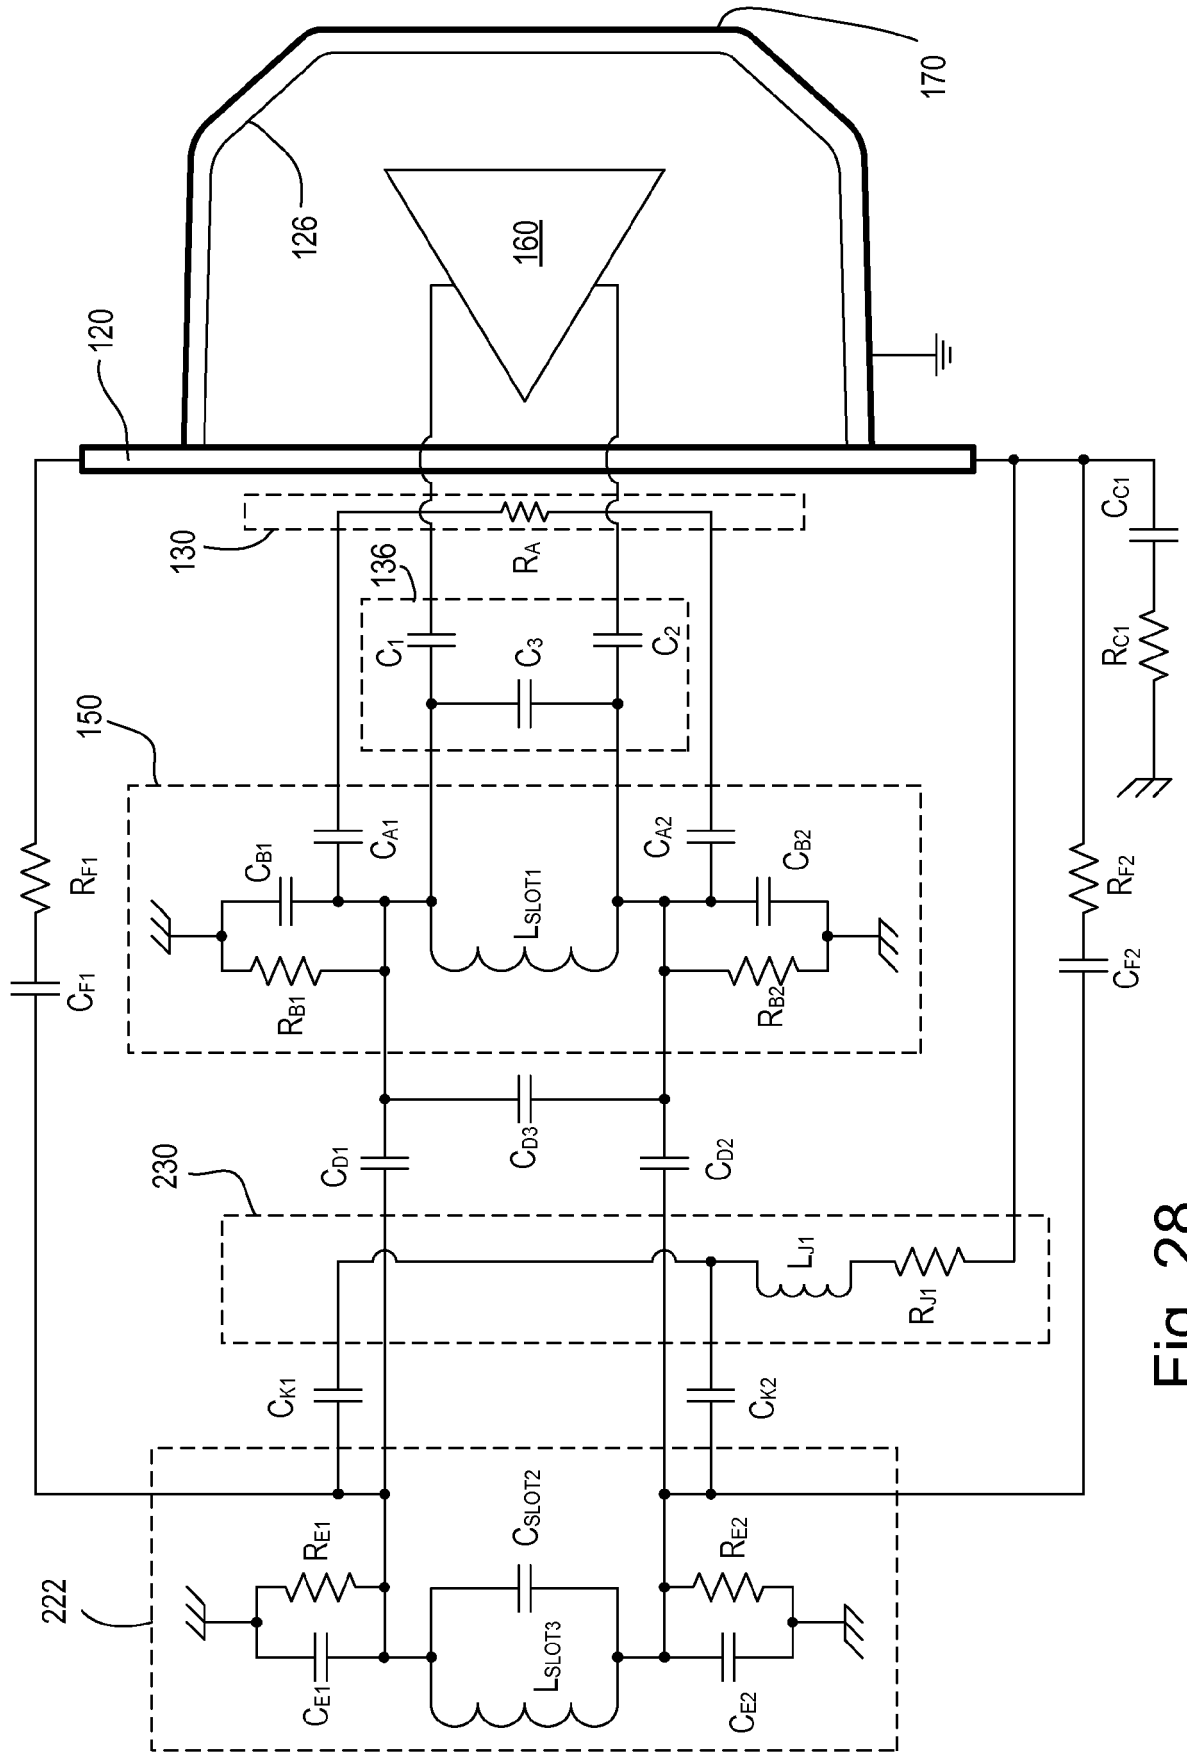 222
CF1
RF1
150
120
230
130
CE1
RE1
CK1
CD1
RB1
CB1
CA1
C1
136
126
LSLOT3
CSLOT2
CD3
LSLOT1
C3
RA
160
CE2
RE2
CK2
CD2
RB2
CB2
CA2
C2
LJ1
RJ1
170
CF2
RF2
RC1
CC1
Fig. 28